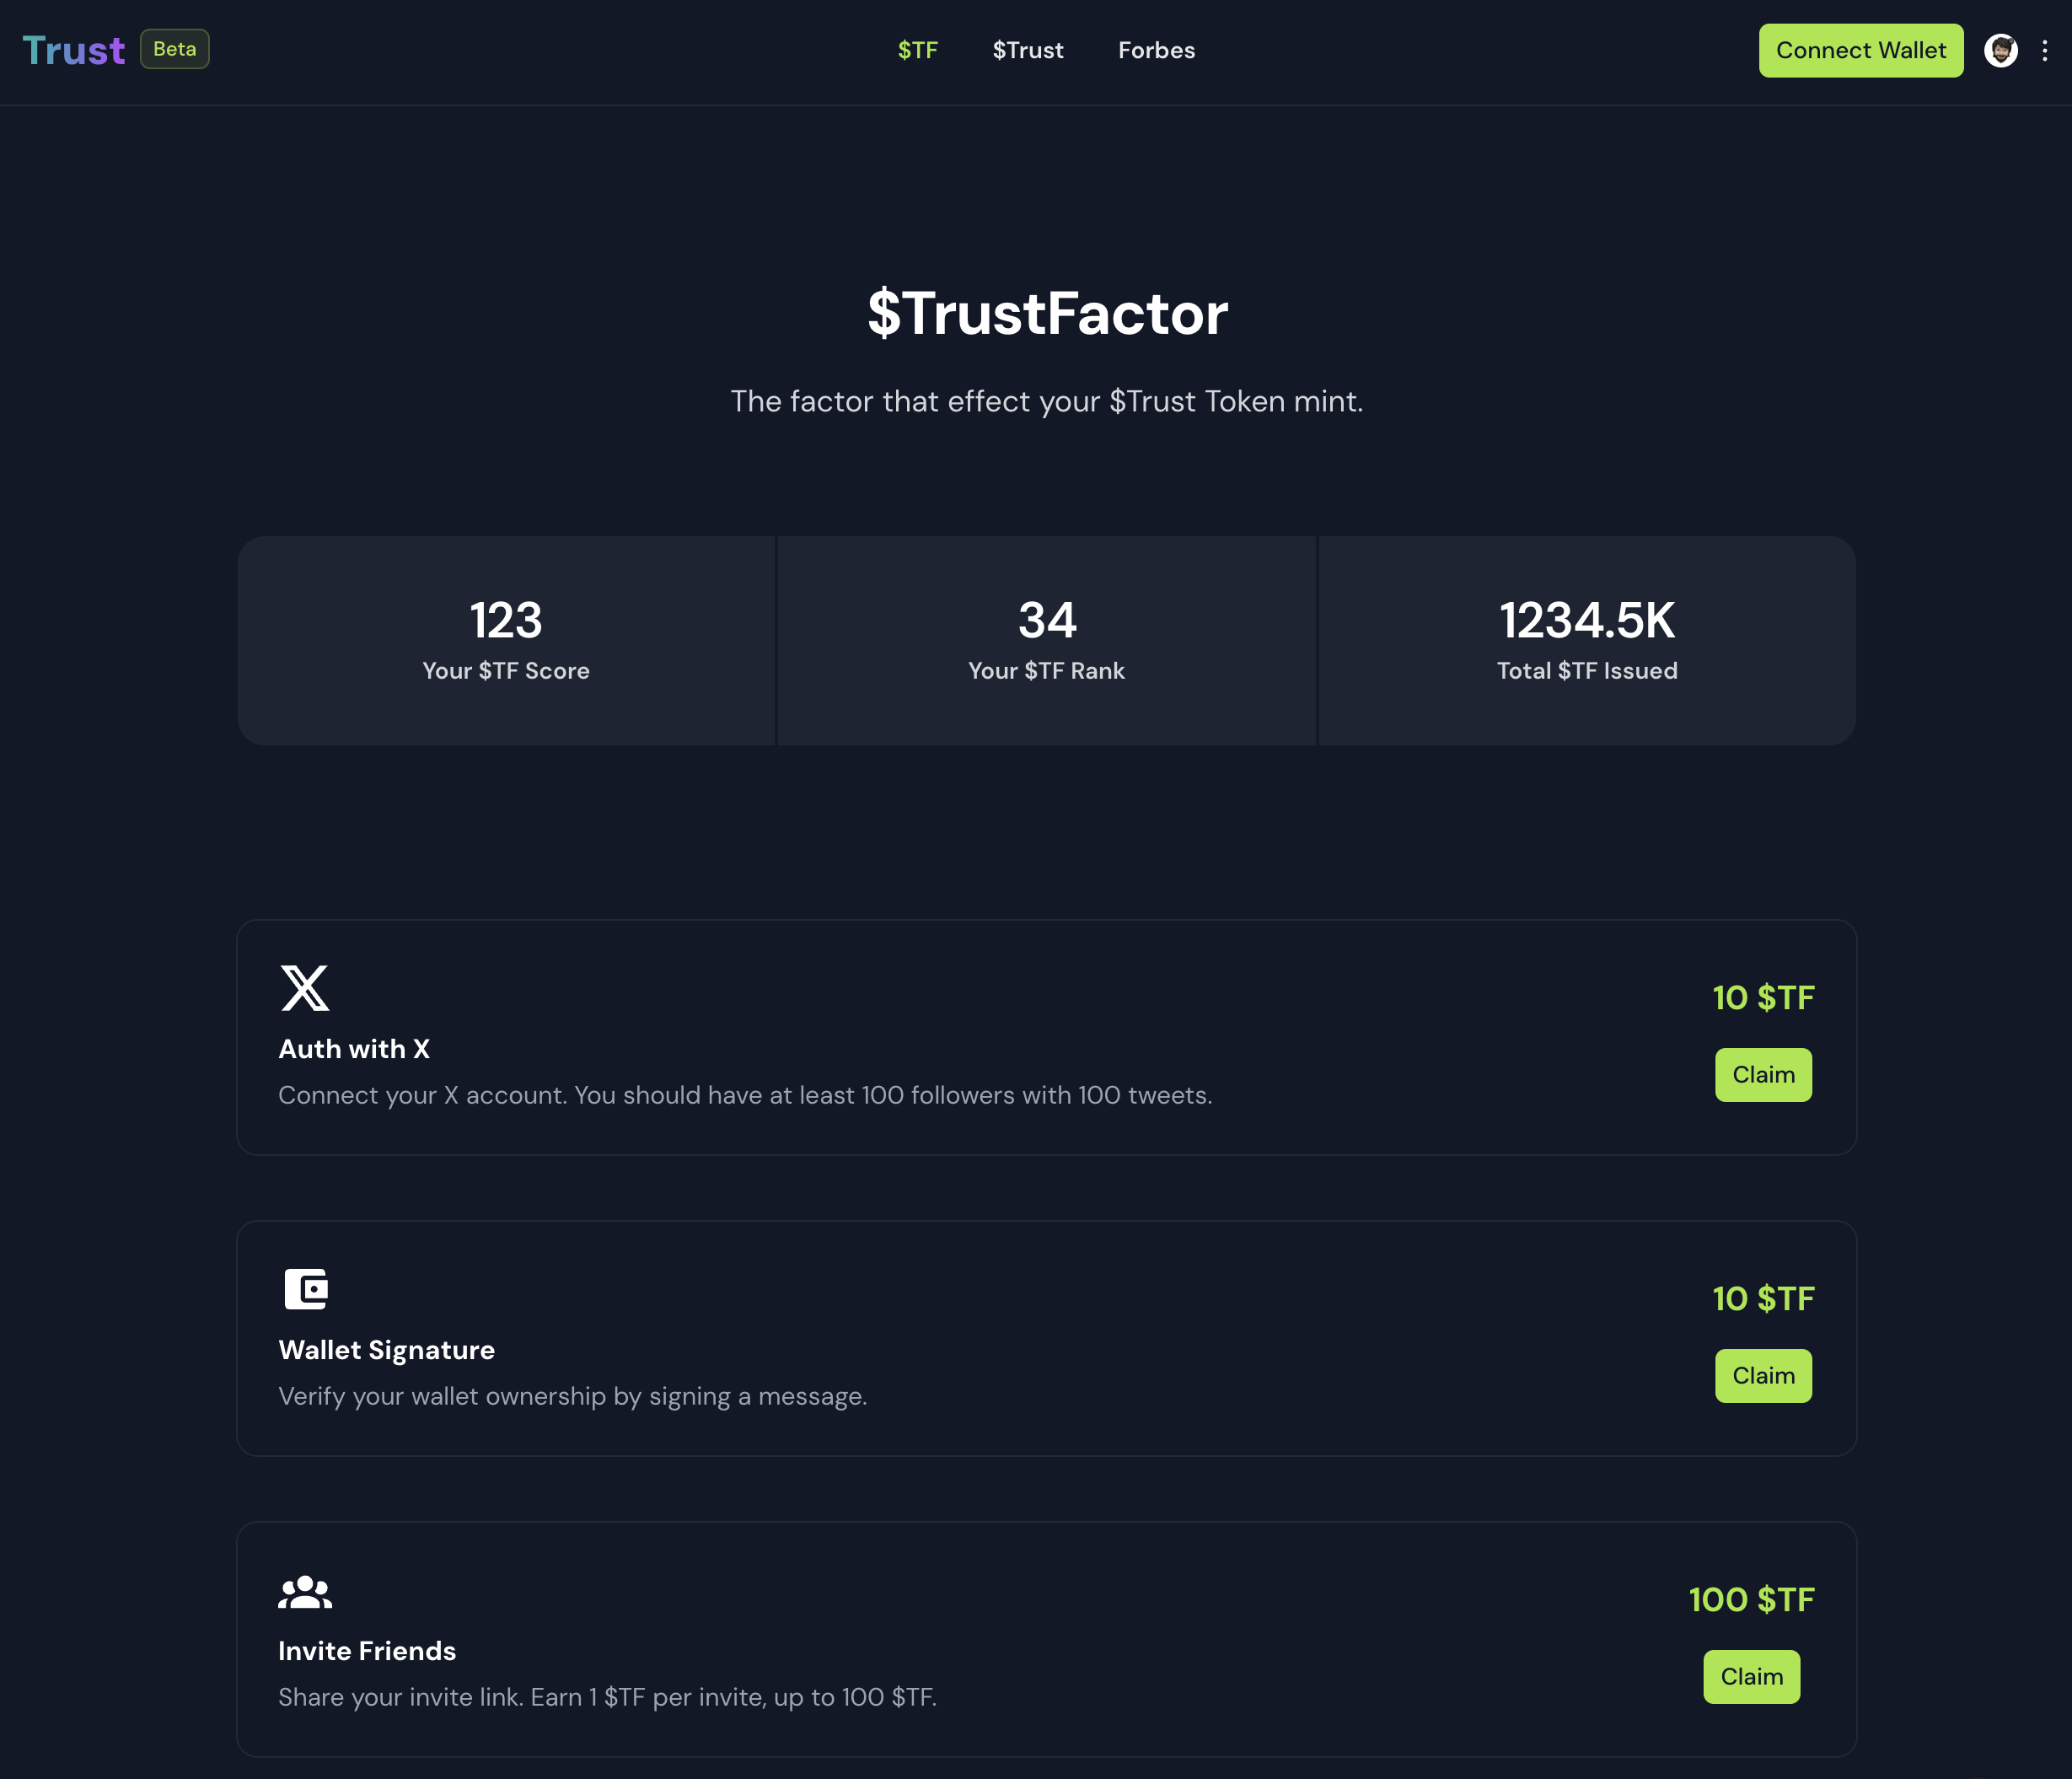 Trust Beta $TF $Trust Forbes Connect Wallet
$TrustFactor
The factor that effect your $Trust Token mint.
123
Your $TF Score
34
Your $TF Rank
1234.5K
Total $TF Issued
Auth with X
Connect your X account. You should have at least 100 followers with 100 tweets.
10 $TF
Claim
Wallet Signature
Verify your wallet ownership by signing a message.
10 $TF
Claim
Invite Friends
Share your invite link. Earn 1 $TF per invite, up to 100 $TF.
100 $TF
Claim